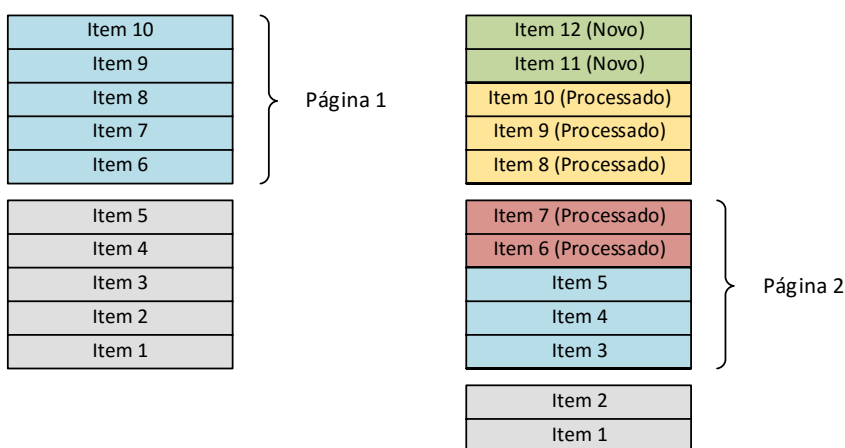 Item 10
Item 9
Item 8
Item 7
Item 6
Página 1
Item 5
Item 4
Item 3
Item 2
Item 1
Item 12 (Novo)
Item 11 (Novo)
Item 10 (Processado)
Item 9 (Processado)
Item 8 (Processado)
Item 7 (Processado)
Item 6 (Processado)
Item 5
Item 4
Item 3
Página 2
Item 2
Item 1